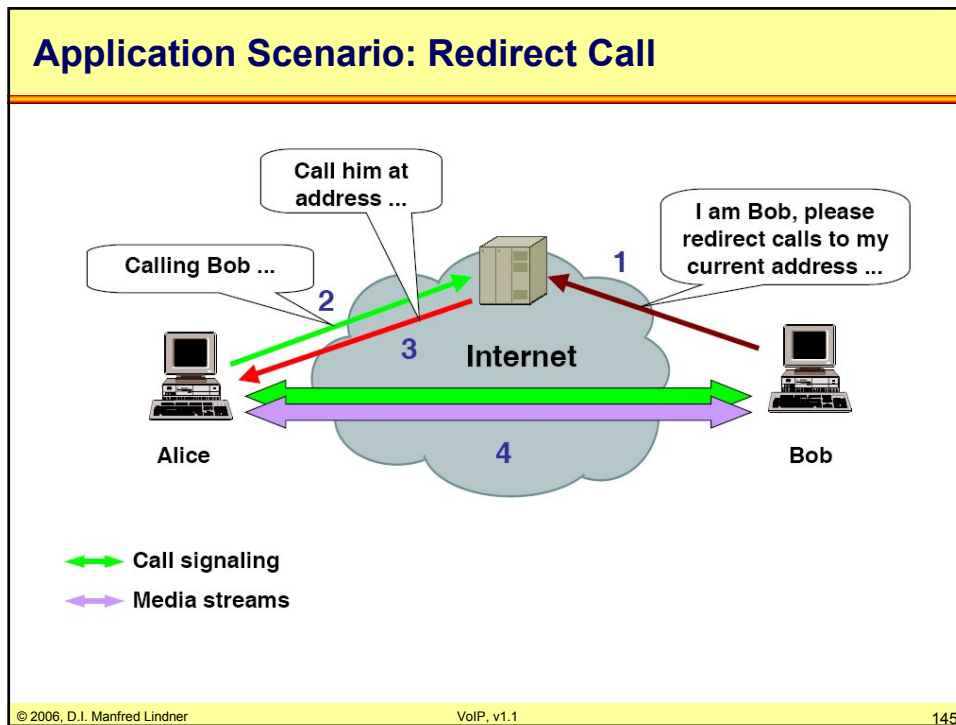 Application Scenario: Redirect Call
Call him at
address ...
I am Bob, please
redirect calls to my
current address ...
Calling Bob ...
1
2
3
Internet
Alice
4
Bob
Call signaling
Media streams
© 2006, D.I. Manfred Lindner
VoIP, v1.1
145